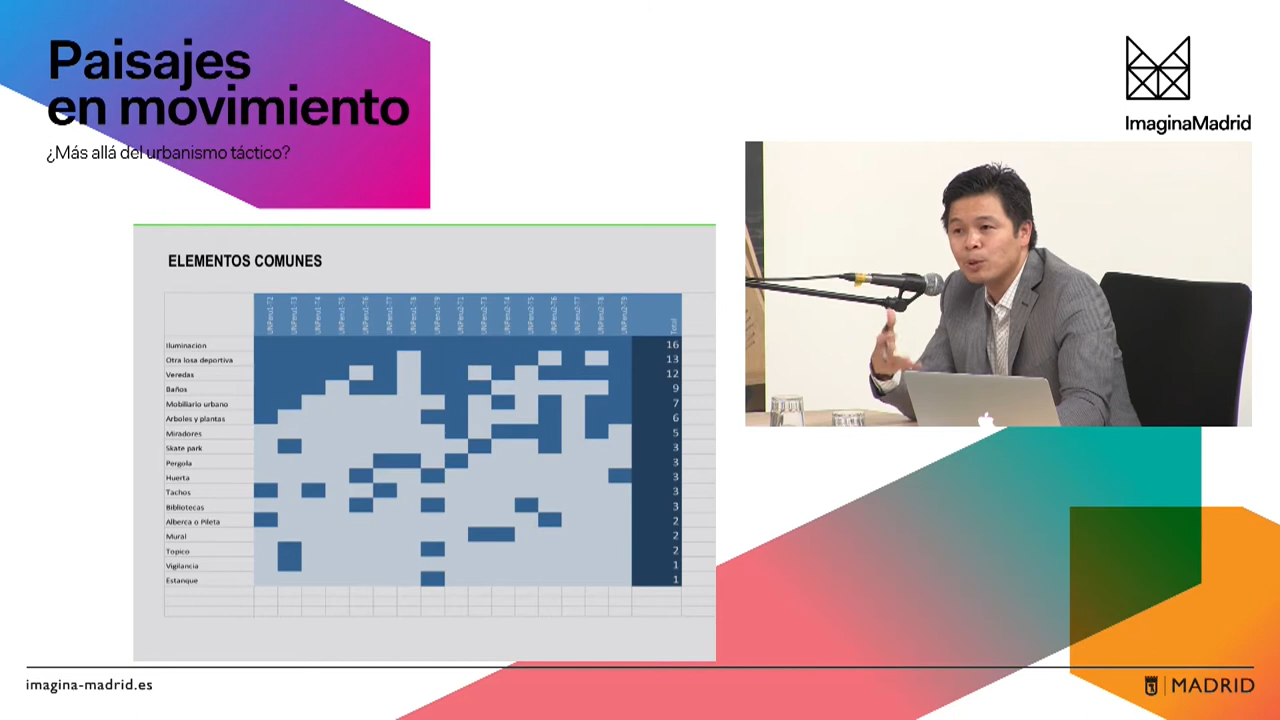 Paisajes
en movimiento
¿Más allá del urbanismo táctico?
ImaginaMadrid
ELEMENTOS COMUNES
Total
Iluminacion 16
Otra losa deportiva 13
Veredas 12
Baños 9
Mobiliario urbano 7
Arboles y plantas 6
Miradores 5
Skate park 3
Pergola 3
Huerta 3
Tachos 3
Bibliotecas 3
Alberca o Pileta 2
Mural 2
Topico 2
Vigilancia 1
Estanque 1
imagina-madrid.es
MADRID